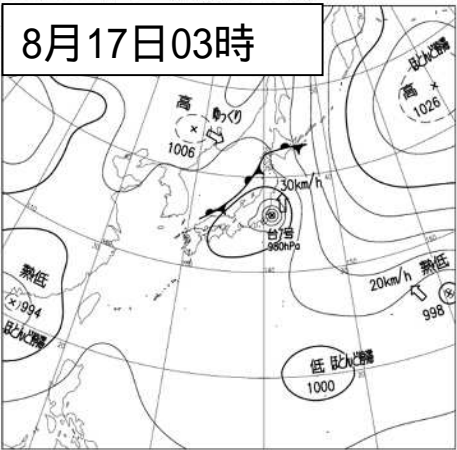 8月17日03時
ほとんど停滞
高
1026
高
ゆっくり
1006
30km/h
台7号
980hPa
熱低
994
ほとんど停滞
20km/h
熱低
998
低
ほとんど停滞
1000